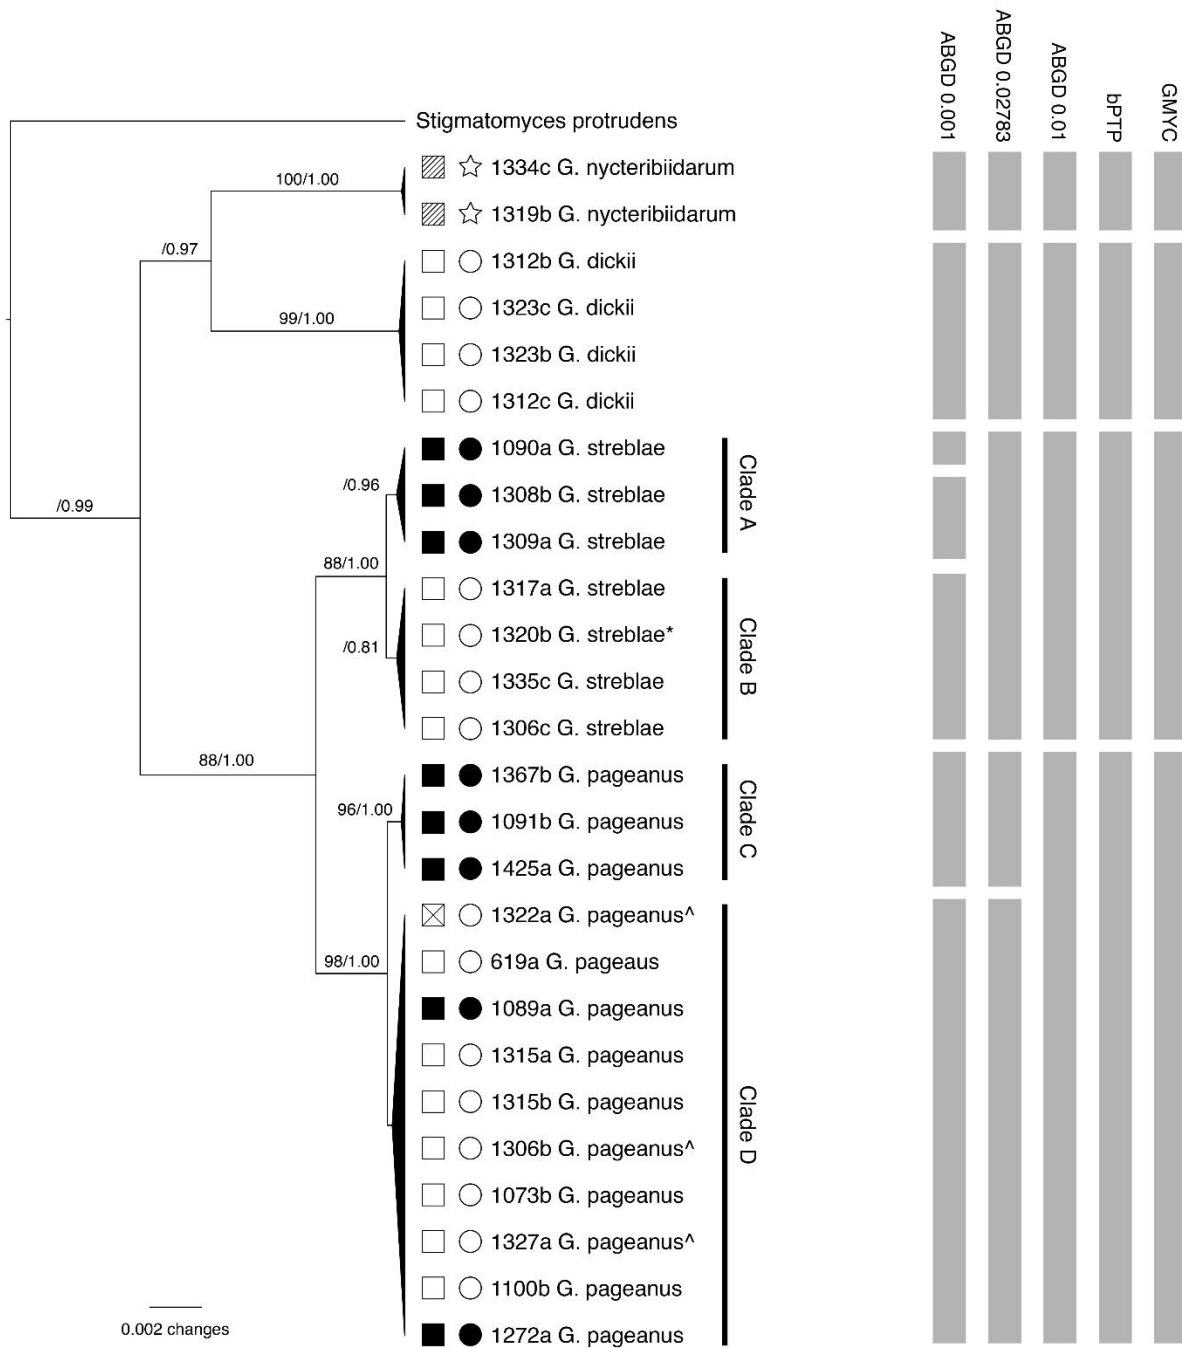 ABGD 0.001
ABGD 0.02783
ABGD 0.01
bPTP
GMYC
Stigmatomyces protrudens
1334c G. nycteribiidarum
100/1.00
1319b G. nycteribiidarum
/0.97
1312b G. dickii
1323c G. dickii
99/1.00
1323b G. dickii
1312c G. dickii
1090a G. streblae
/0.96
1308b G. streblae
Clade A
/0.99
1309a G. streblae
88/1.00
1317a G. streblae
1320b G. streblae*
/0.81
Clade B
1335c G. streblae
1306c G. streblae
88/1.00
1367b G. pageanus
96/1.00
1091b G. pageanus
Clade C
1425a G. pageanus
1322a G. pageanus^
98/1.00
619a G. pageaus
1089a G. pageanus
1315a G. pageanus
1315b G. pageanus
Clade D
1306b G. pageanus^
1073b G. pageanus
1327a G. pageanus^
1100b G. pageanus
0.002 changes
1272a G. pageanus